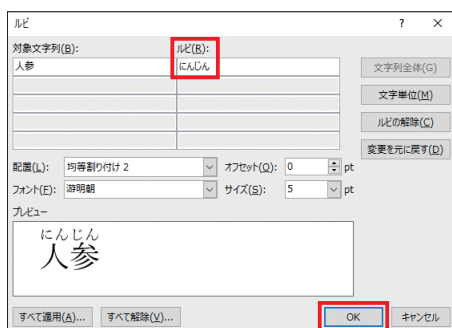 ルビ ? ×
対象文字列(B): ルビ(R):
人参 にんじん 文字列全体(G)
文字単位(M)
ルビの解除(C)
変更を元に戻す(D)
配置(L): 均等割り付け 2 オフセット(O): 0 pt
フォント(F): 游明朝 サイズ(S): 5 pt
プレビュー
にんじん
人参
すべて適用(A)... すべて解除(V)... OK キャンセル